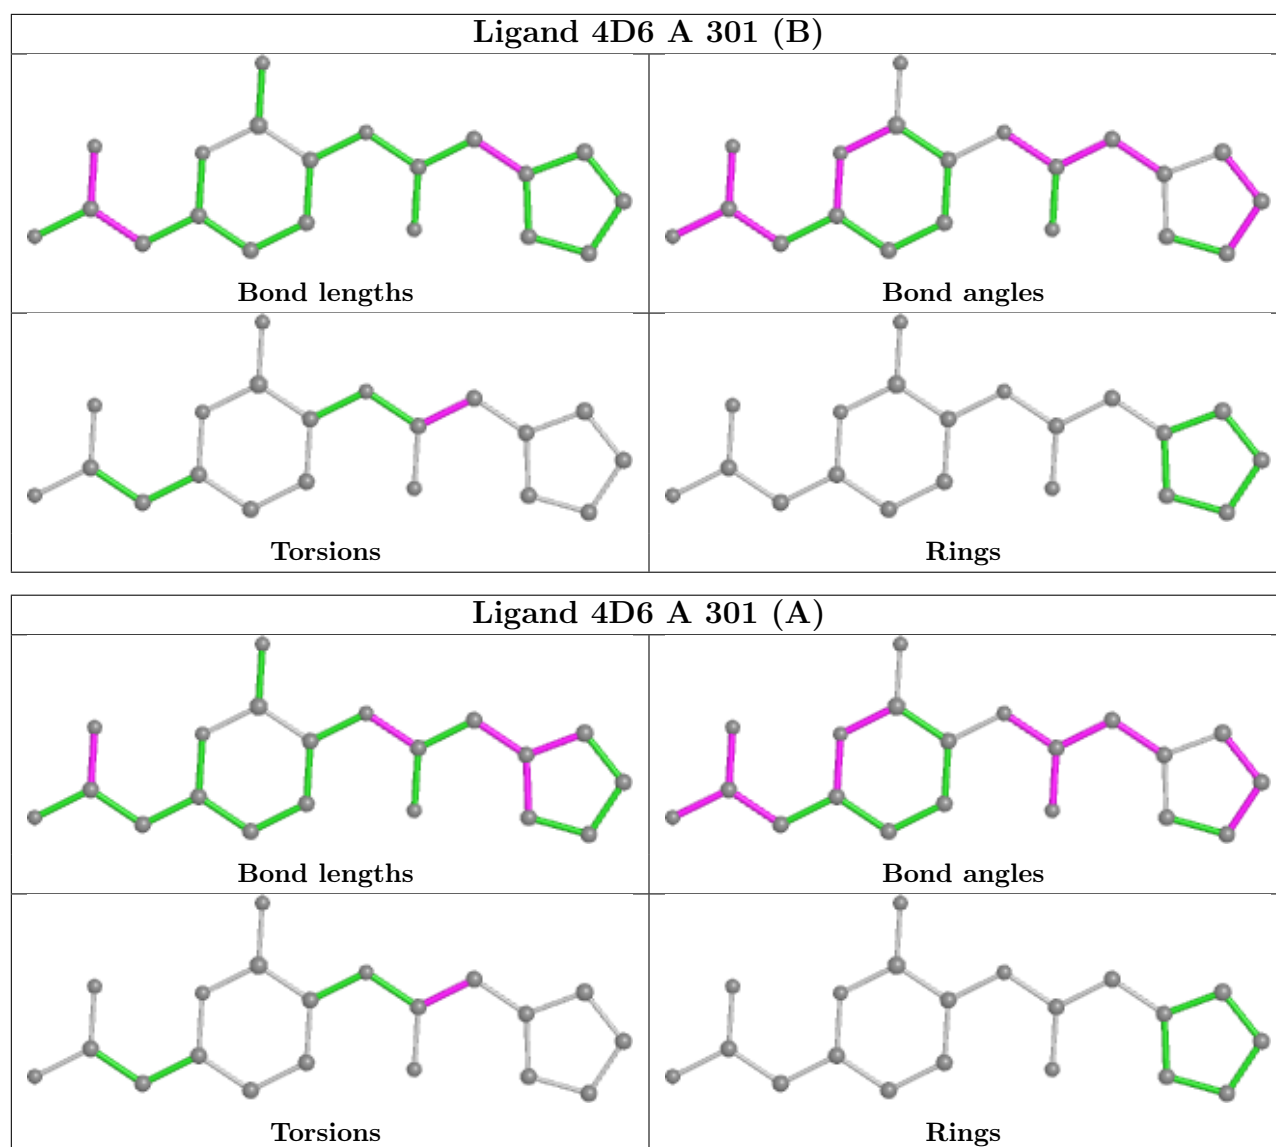 Ligand 4D6 A 301 (B)
Bond lengths
Bond angles
Torsions
Rings
Ligand 4D6 A 301 (A)
Bond lengths
Bond angles
Torsions
Rings